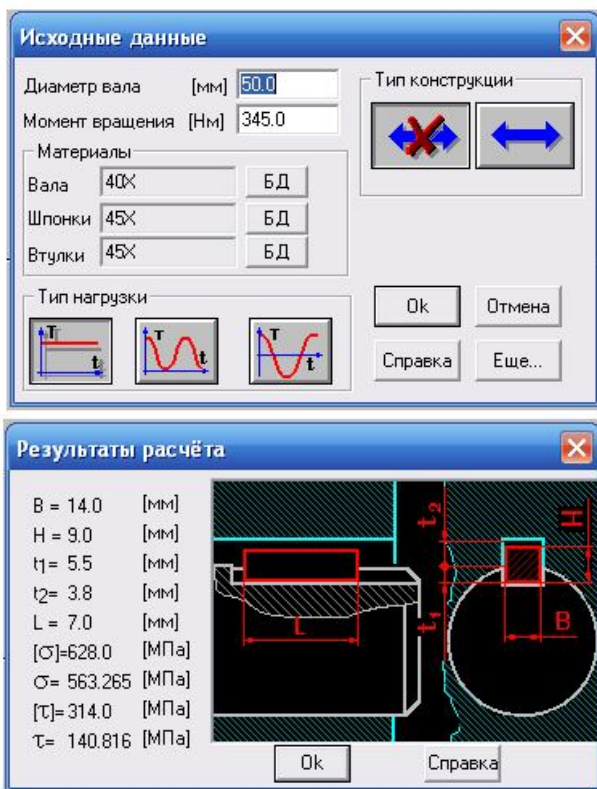 Исходные данные
Диаметр вала [мм] 50.0
Момент вращения [Нм] 345.0
Тип конструкции
Материалы
Вала 40X БД
Шпонки 45X БД
Втулки 45X БД
Тип нагрузки
T t
T t
T t
Ok Отмена
Справка Еще...
Результаты расчёта
B = 14.0 [мм]
H = 9.0 [мм]
t1= 5.5 [мм]
t2= 3.8 [мм]
L = 7.0 [мм]
[σ]=628.0 [МПа]
σ= 563.265 [МПа]
[τ]= 314.0 [МПа]
τ= 140.816 [МПа]
t2
H
L
t1
B
Ok Справка